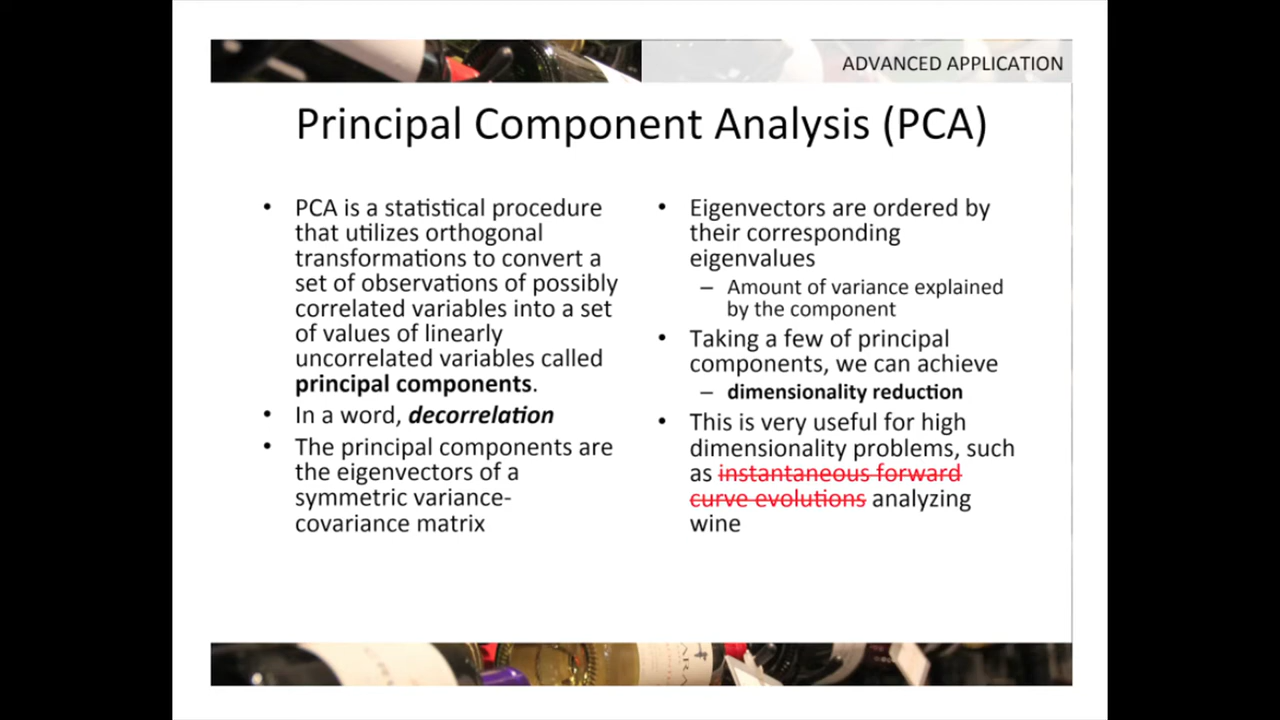 ADVANCED APPLICATION
Principal Component Analysis (PCA)
• PCA is a statistical procedure
that utilizes orthogonal
transformations to convert a
set of observations of possibly
correlated variables into a set
of values of linearly
uncorrelated variables called
principal components.
• In a word, decorrelation
• The principal components are
the eigenvectors of a
symmetric variance-
covariance matrix
• Eigenvectors are ordered by
their corresponding
eigenvalues
– Amount of variance explained
by the component
• Taking a few of principal
components, we can achieve
– dimensionality reduction
• This is very useful for high
dimensionality problems, such
as instantaneous forward
curve evolutions analyzing
wine